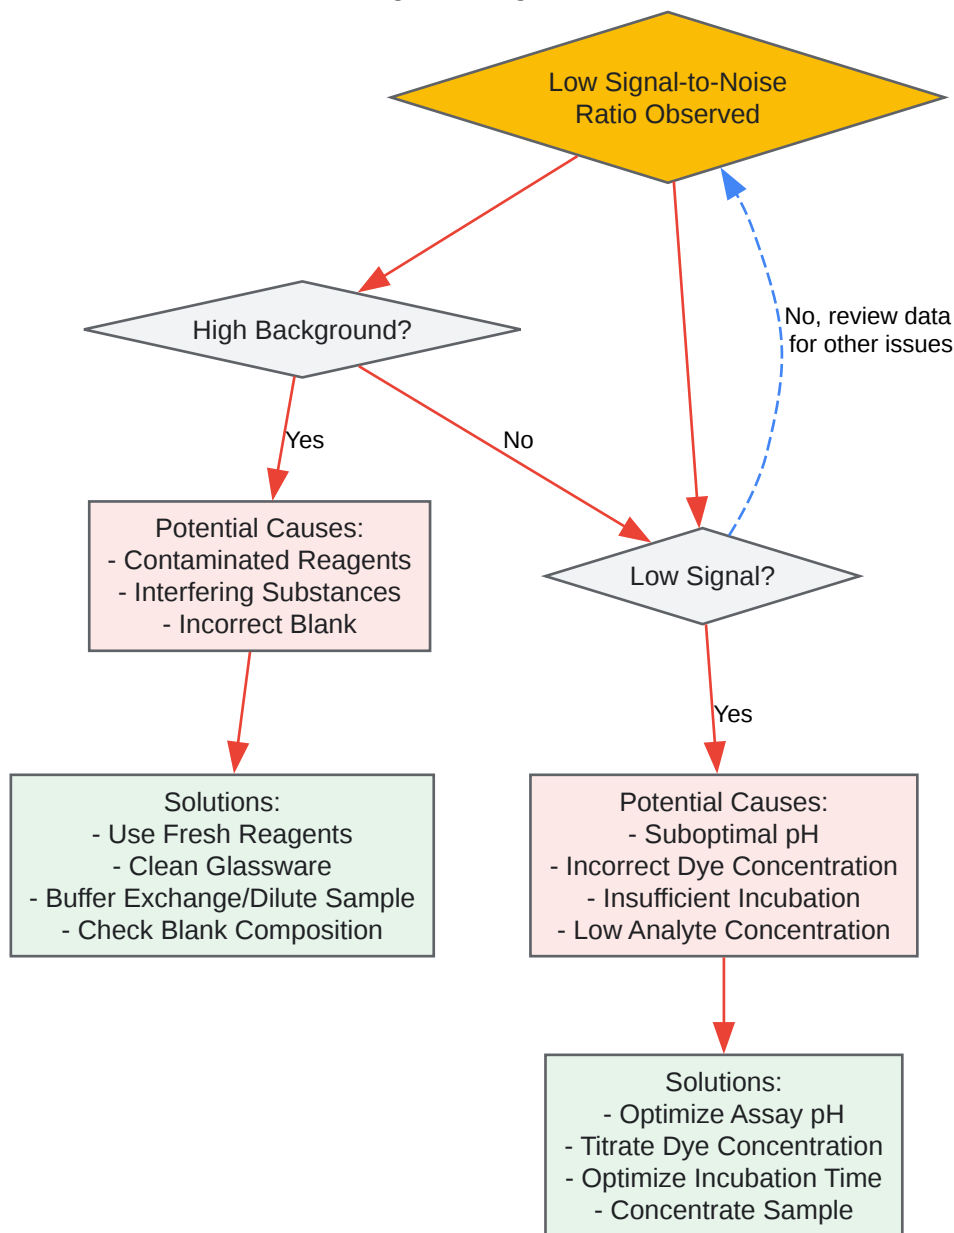 Low Signal-to-Noise
Ratio Observed
High Background?
No, review data
for other issues
Yes
No
Potential Causes:
- Contaminated Reagents
- Interfering Substances
- Incorrect Blank
Low Signal?
Yes
Solutions:
- Use Fresh Reagents
- Clean Glassware
- Buffer Exchange/Dilute Sample
- Check Blank Composition
Potential Causes:
- Suboptimal pH
- Incorrect Dye Concentration
- Insufficient Incubation
- Low Analyte Concentration
Solutions:
- Optimize Assay pH
- Titrate Dye Concentration
- Optimize Incubation Time
- Concentrate Sample